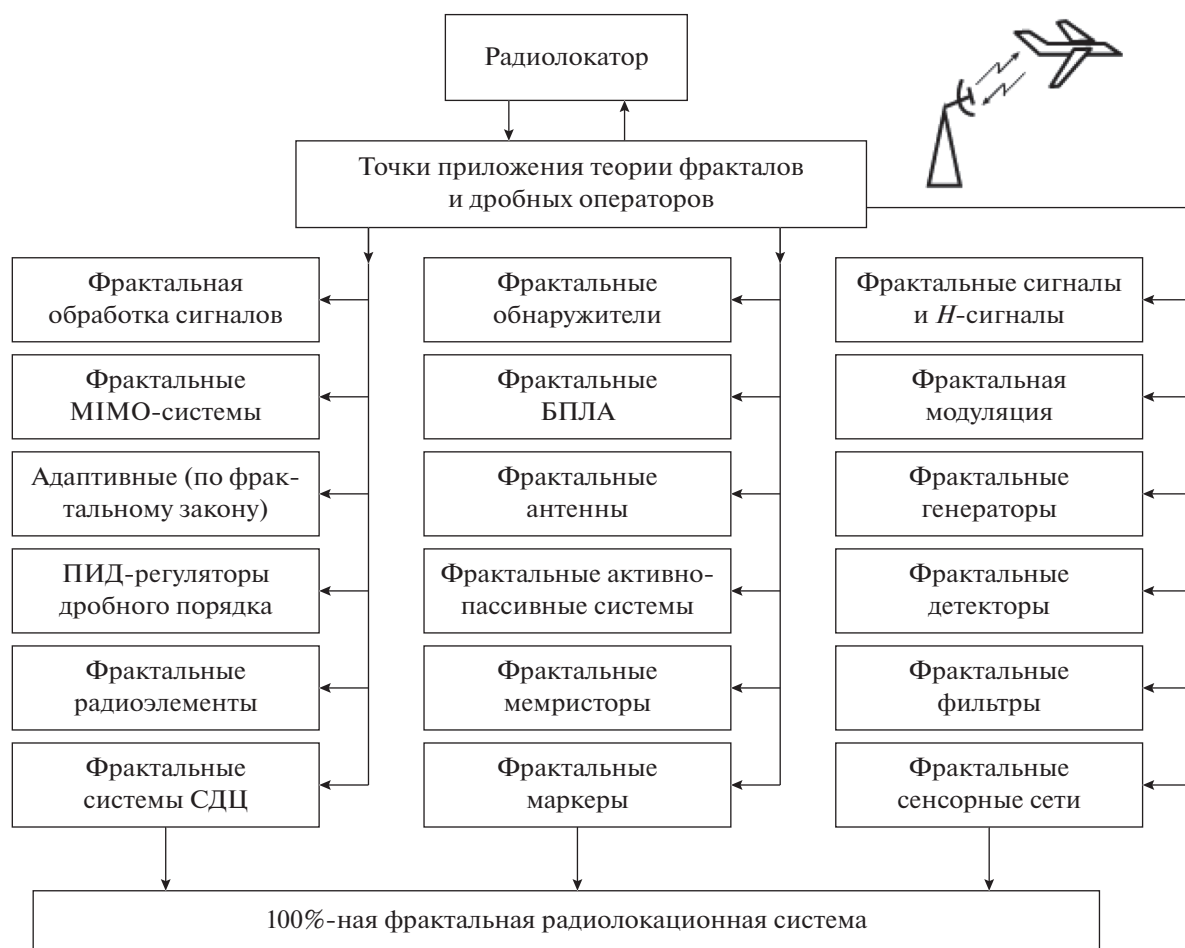 Радиолокатор
Точки приложения теории фракталов
и дробных операторов
Фрактальная
обработка сигналов
Фрактальные
MIMO-системы
Адаптивные (по фрак-
тальному закону)
ПИД-регуляторы
дробного порядка
Фрактальные
радиоэлементы
Фрактальные
системы СДЦ
Фрактальные
обнаружители
Фрактальные
БПЛА
Фрактальные
антенны
Фрактальные активно-
пассивные системы
Фрактальные
мемристоры
Фрактальные
маркеры
Фрактальные сигналы
и H-сигналы
Фрактальная
модуляция
Фрактальные
генераторы
Фрактальные
детекторы
Фрактальные
фильтры
Фрактальные
сенсорные сети
100%-ная фрактальная радиолокационная система